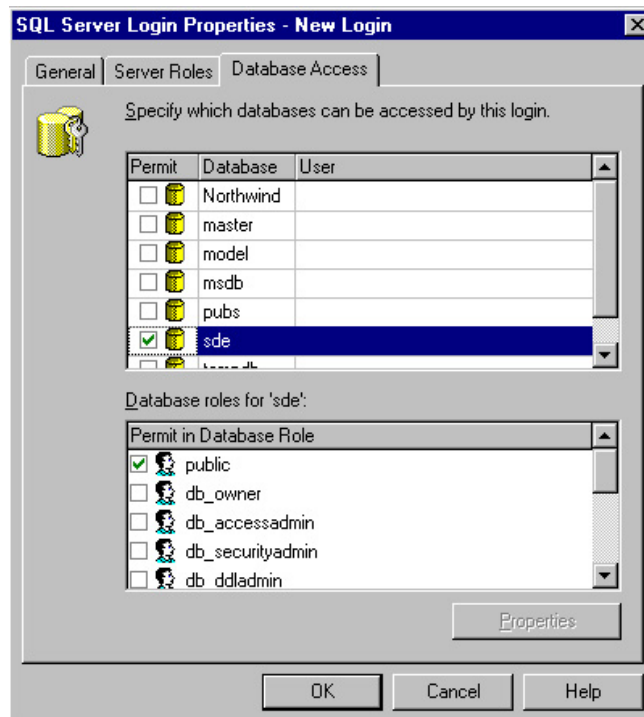 SQL Server Login Properties - New Login
General Server Roles Database Access
Specify which databases can be accessed by this login.
Permit Database User
Northwind
master
model
msdb
pubs
sde
tempdb
Database roles for 'sde':
Permit in Database Role
public
db_owner
db_accessadmin
db_securityadmin
db_ddladmin
Properties
OK Cancel Help